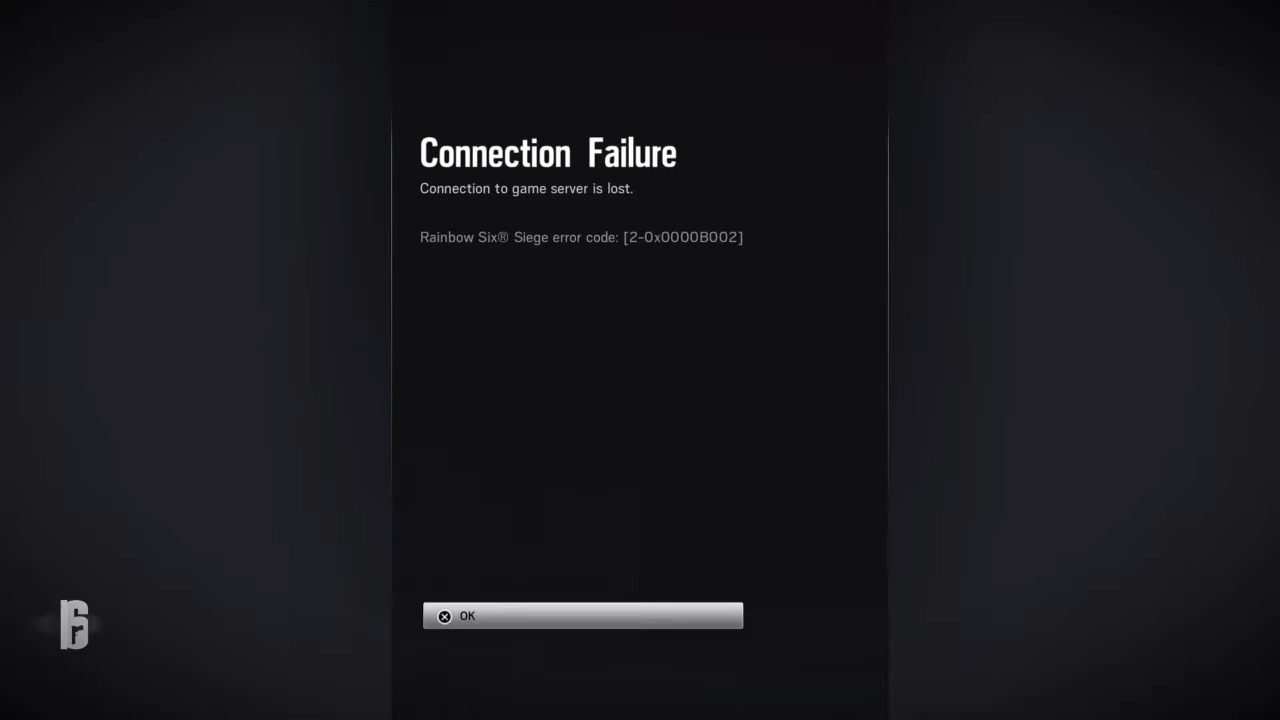 Connection Failure
Connection to game server is lost.
Rainbow Six® Siege error code: [2-0x0000B002]
OK